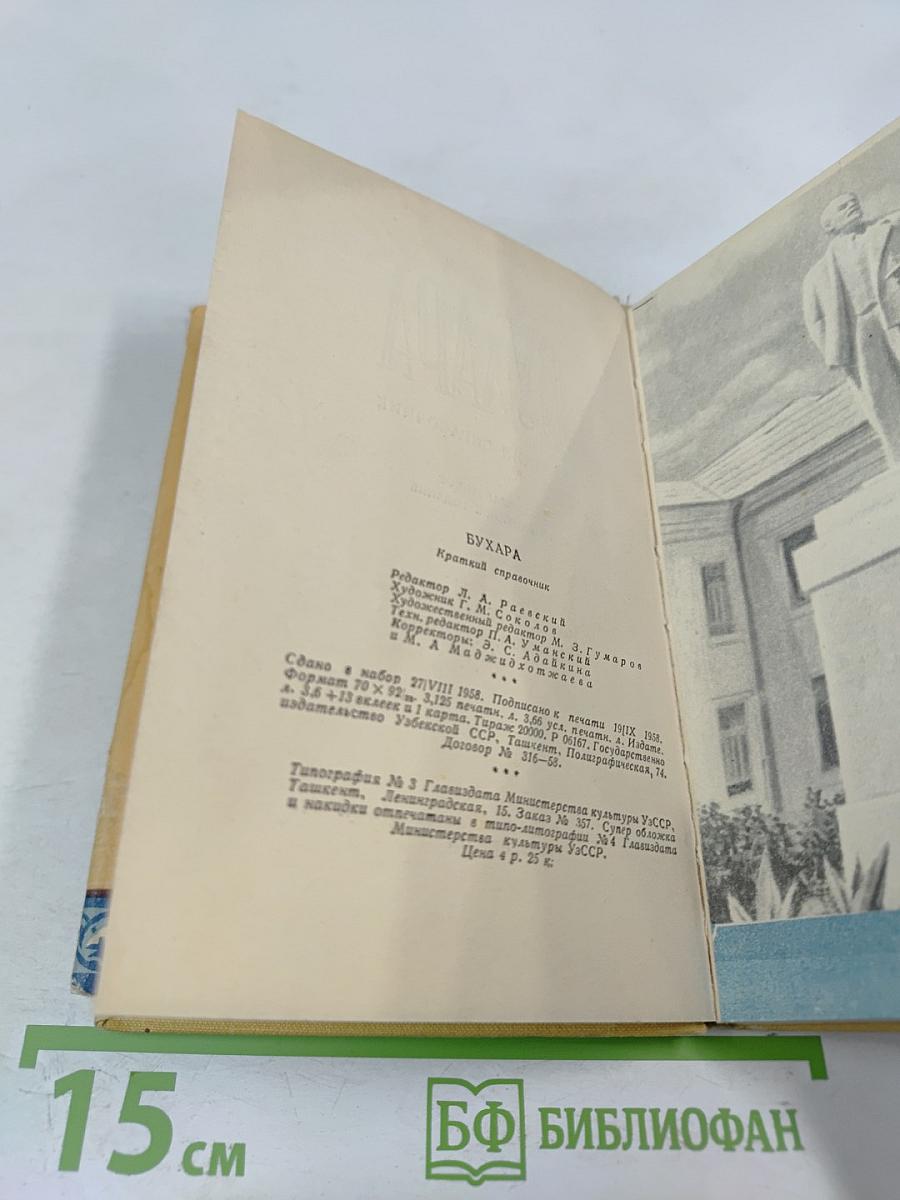 БУХАРА
Краткий справочник
Редактор Л. А. Раевский
Художник Г. М. Соколов
Художественный редактор М. З. Гумаров
Техн. редактор П. А. Уманский
Корректоры: Э. С. Адайкина
и М. А Маджидхотжаева
***
Сдано в набор 27/VIII 1958. Подписано к печати 19/IX 1958.
Формат 70 × 92 3,125 печатн. л. 3,66 усл. печатн. л. Издате.
л. 3,6 + 13 вклеек и 1 карта. Тираж 20000. Р 06167. Государственно
издательство Узбекской ССР, Ташкент, Полиграфическая, 74.
Договор № 316—58.
***
Типография № 3 Главиздата Министерства культуры УзССР,
Ташкент, Ленинградская, 15. Заказ № 357. Супер обложка
и накидки отпечатаны в типо-литографии №4 Главиздата
Министерства культуры УзССР.
Цена 4 р. 25 к.
15 см
БФ БИБЛИОФАН